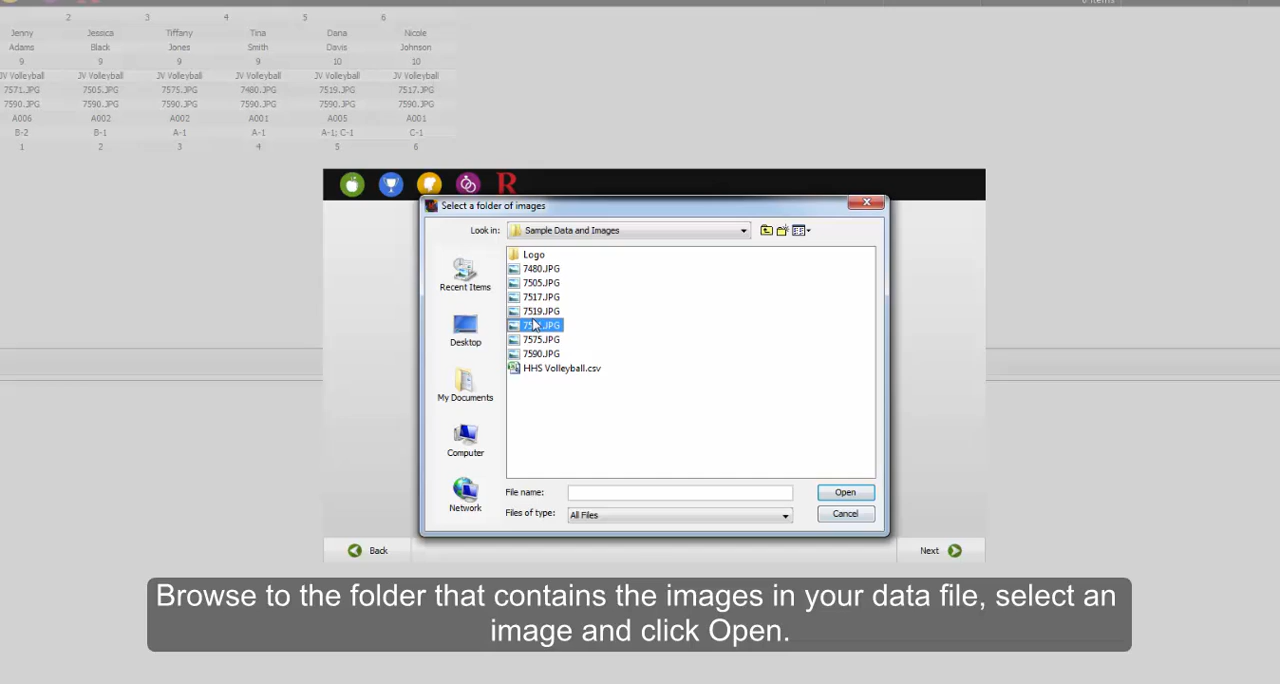 2 3 4 5 6
Jenny Jessica Tiffany Tina Dana Nicole
Adams Black Jones Smith Davis Johnson
9 9 9 9 10 10
JV Volleyball JV Volleyball JV Volleyball JV Volleyball JV Volleyball JV Volleyball
7571.JPG 7505.JPG 7575.JPG 7480.JPG 7519.JPG 7517.JPG
7590.JPG 7590.JPG 7590.JPG 7590.JPG 7590.JPG 7590.JPG
A006 A002 A002 A001 A005 A001
B-2 B-1 A-1 A-1 A-1; C-1 C-1
1 2 3 4 5 6
R
Select a folder of images
Look in: Sample Data and Images
Logo
7480.JPG
7505.JPG
7517.JPG
7519.JPG
7575.JPG
7590.JPG
HHS Volleyball.csv
Recent Items
Desktop
My Documents
Computer
Network
File name: Open
Files of type: All Files Cancel
Back Next
Browse to the folder that contains the images in your data file, select an
image and click Open.